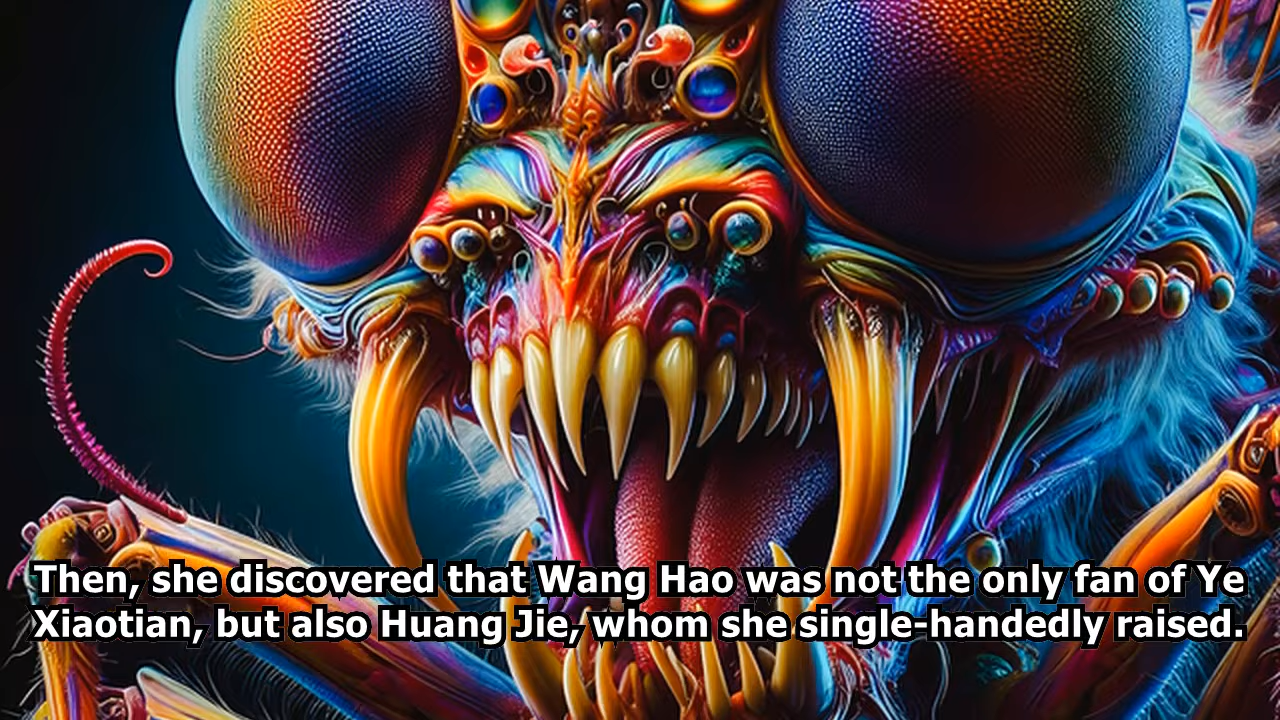 Then, she discovered that Wang Hao was not the only fan of Ye
Xiaotian, but also Huang Jie, whom she single-handedly raised.